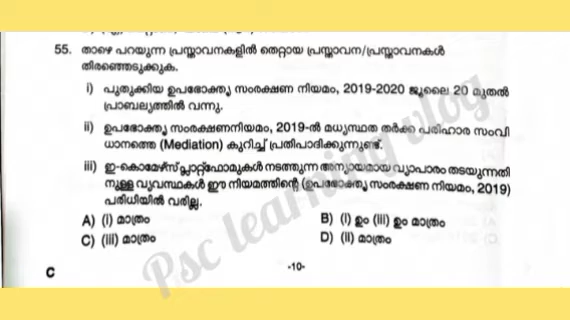 55. താഴെ പറയുന്ന പ്രസ്താവനകളിൽ തെറ്റായ പ്രസ്താവന/പ്രസ്താവനകൾ
തിരഞ്ഞെടുക്കുക.
i) പുതുക്കിയ ഉപഭോക്തൃ സംരക്ഷണ നിയമം, 2019-2020 ജൂലൈ 20 മുതൽ
പ്രാബല്യത്തിൽ വന്നു.
ii) ഉപഭോക്തൃ സംരക്ഷണനിയമം, 2019-ൽ മധ്യസ്ഥത തർക്ക പരിഹാര സംവി
ധാനത്തെ (Mediation) കുറിച്ച് പ്രതിപാദിക്കുന്നുണ്ട്.
iii) ഇ-കൊമേഴ്സ് പ്ലാറ്റ്ഫോമുകൾ നടത്തുന്ന അന്യായമായ വ്യാപാരം തടയുന്നതി
നുള്ള വ്യവസ്ഥകൾ ഈ നിയമത്തിന്റെ (ഉപഭോക്തൃ സംരക്ഷണ നിയമം, 2019)
പരിധിയിൽ വരില്ല.
A) (i) മാത്രം B) (i) ഉം (iii) ഉം മാത്രം
C) (iii) മാത്രം D) (ii) മാത്രം
C -10-
Psc learning vlog